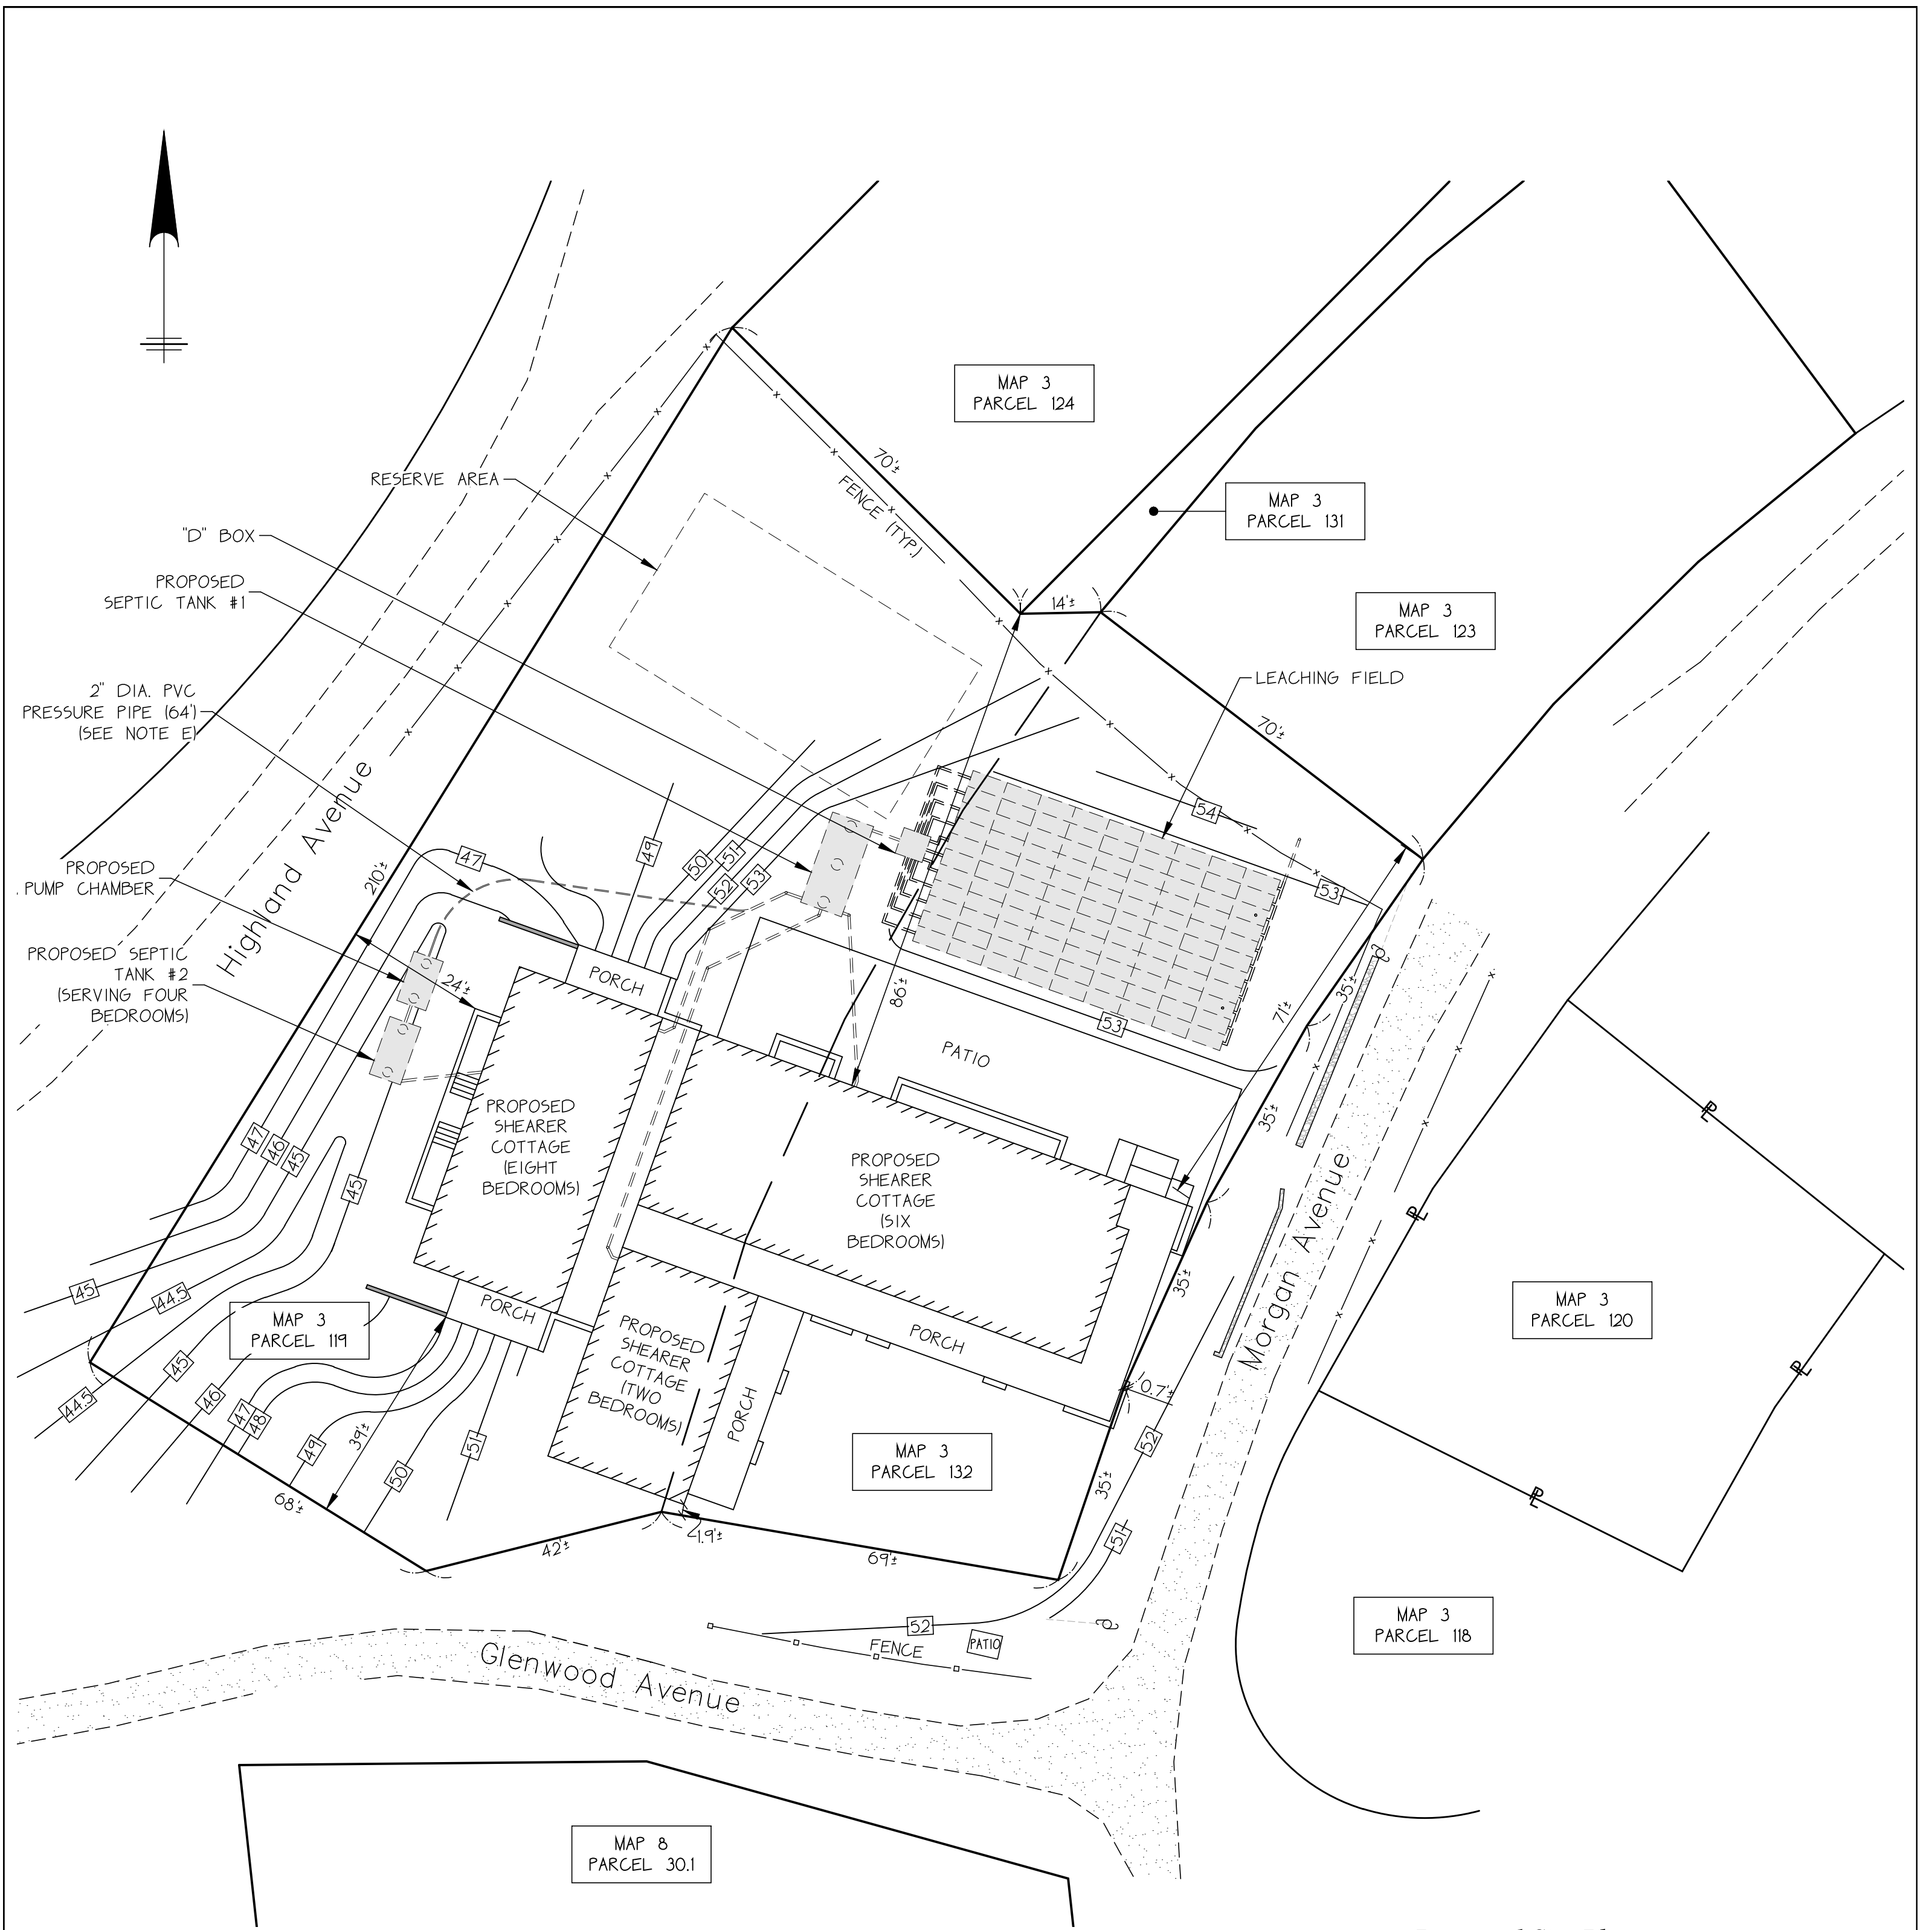 MAP 3
PARCEL 124
70'±
FENCE (TYP.)
RESERVE AREA
MAP 3
PARCEL 131
"D" BOX
PROPOSED
SEPTIC TANK #1
14'±
MAP 3
PARCEL 123
LEACHING FIELD
2" DIA. PVC
PRESSURE PIPE (64')
(SEE NOTE E)
70'±
Highland Avenue
54
47
49
50
51
52
53
53
PROPOSED
PUMP CHAMBER
210'±
PROPOSED SEPTIC
TANK #2
(SERVING FOUR
BEDROOMS)
24'±
PORCH
86'±
53
71'±
35'±
PATIO
PROPOSED
SHEARER
COTTAGE
(EIGHT
BEDROOMS)
PROPOSED
SHEARER
COTTAGE
(SIX
BEDROOMS)
35'±
47
46
45
45
Morgan Avenue
35'±
45
44.5
MAP 3
PARCEL 119
PORCH
PORCH
MAP 3
PARCEL 120
PROPOSED
SHEARER
COTTAGE
(TWO
BEDROOMS)
PORCH
0.7'±
44.5
45
46
47
48
49
39'±
50
51
52
MAP 3
PARCEL 132
35'±
68'±
42'±
1.9'±
69'±
51
52
FENCE
PATIO
MAP 3
PARCEL 118
Glenwood Avenue
MAP 8
PARCEL 30.1